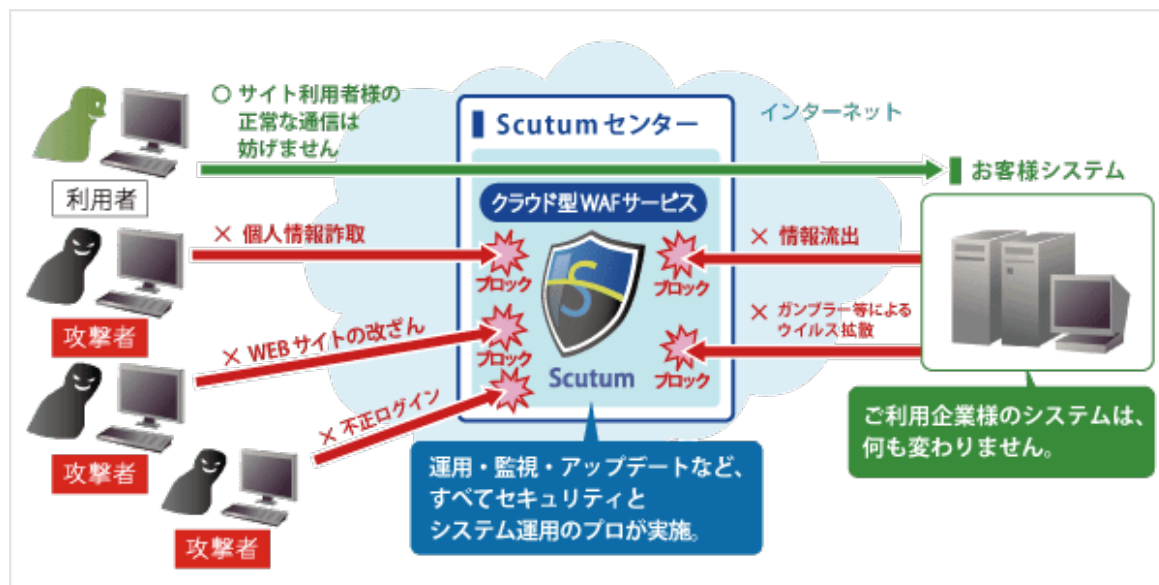 ○ サイト利用者様の
正常な通信は
妨げません
利用者
Scutumセンター
インターネット
お客様システム
クラウド型WAFサービス
× 個人情報詐取
ブロック
ブロック
× 情報流出
攻撃者
× WEBサイトの改ざん
ブロック
ブロック
× ガンブラー等による
ウイルス拡散
Scutum
攻撃者
× 不正ログイン
攻撃者
運用・監視・アップデートなど、
すべてセキュリティと
システム運用のプロが実施。
ご利用企業様のシステムは、
何も変わりません。